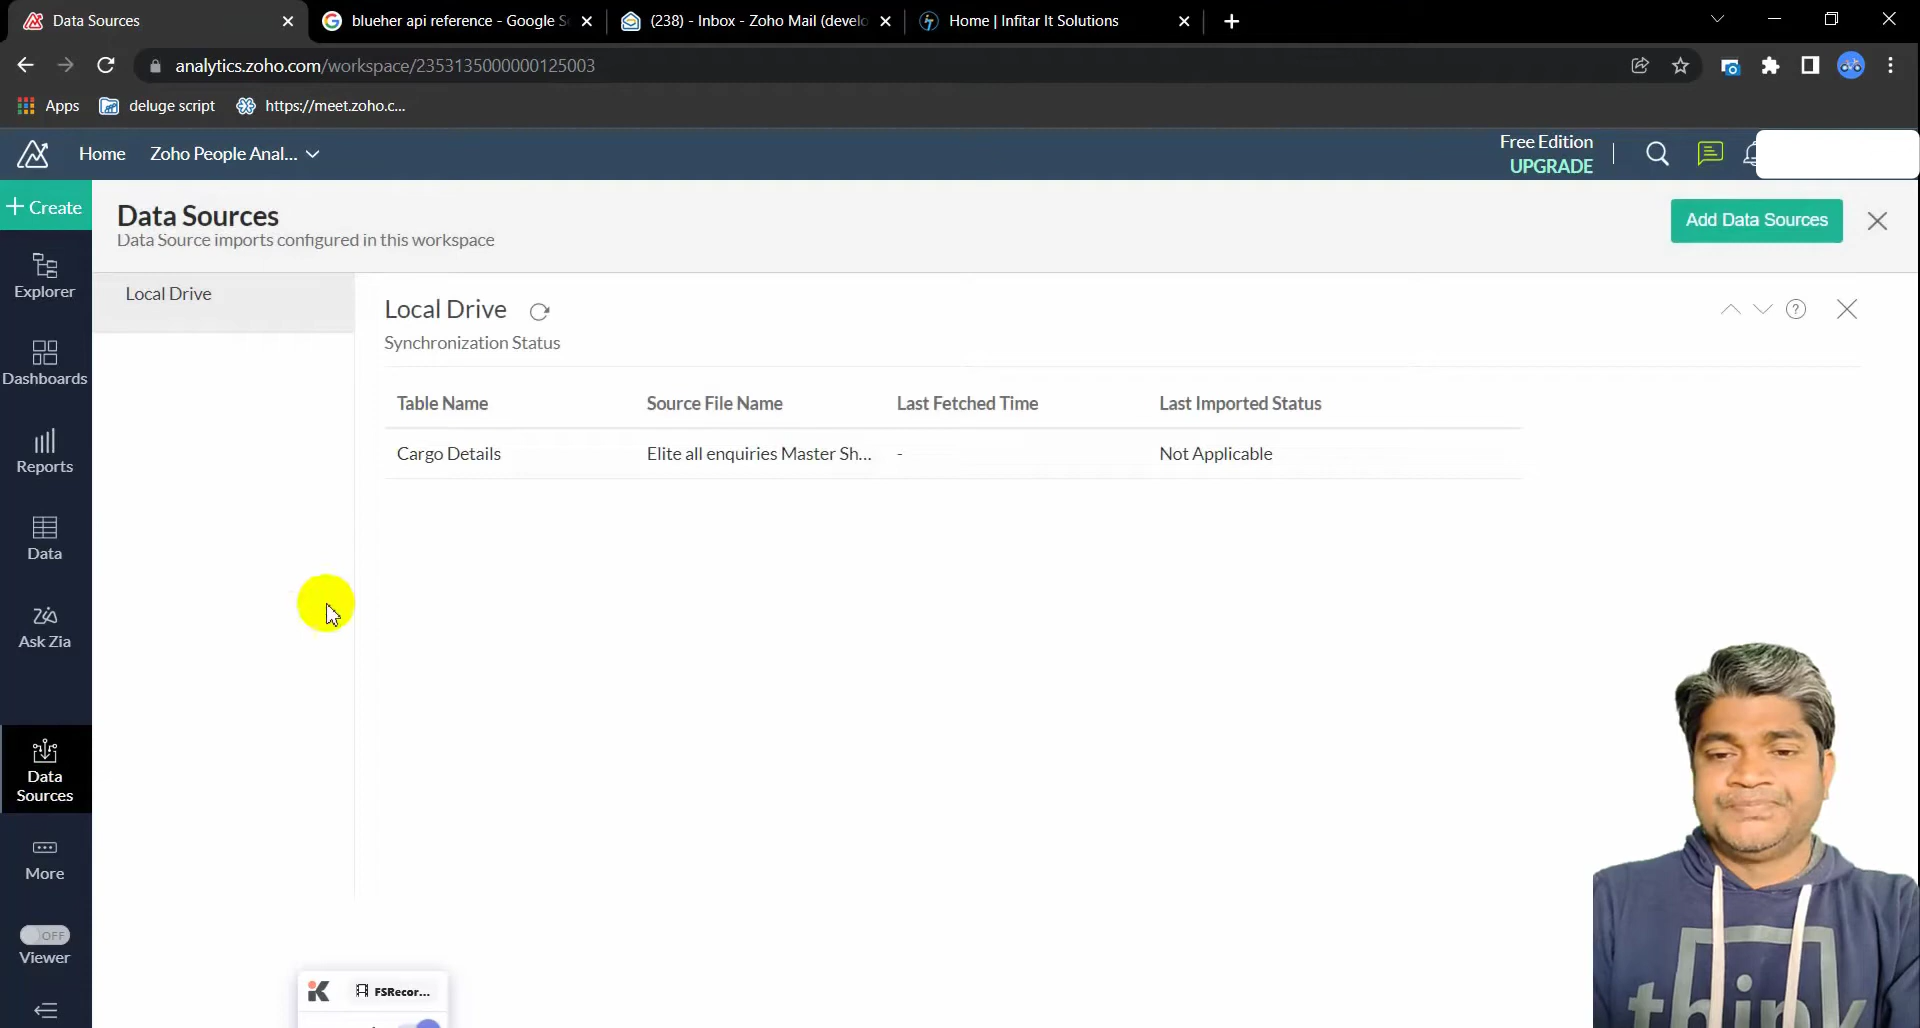 Data Sources
blueher api reference - Google S
(238) - Inbox - Zoho Mail (develo
Home | Infitar It Solutions
analytics.zoho.com/workspace/2353135000000125003
Apps
deluge script
https://meet.zoho.c...
Home
Zoho People Anal...
Free Edition
UPGRADE
+ Create
Data Sources
Data Source imports configured in this workspace
Add Data Sources
Explorer
Dashboards
Reports
Data
Ask Zia
Data
Sources
More
OFF
Viewer
Local Drive
Local Drive
Synchronization Status
Table Name Source File Name Last Fetched Time Last Imported Status
Cargo Details Elite all enquiries Master Sh... - Not Applicable
FSRecor...
think